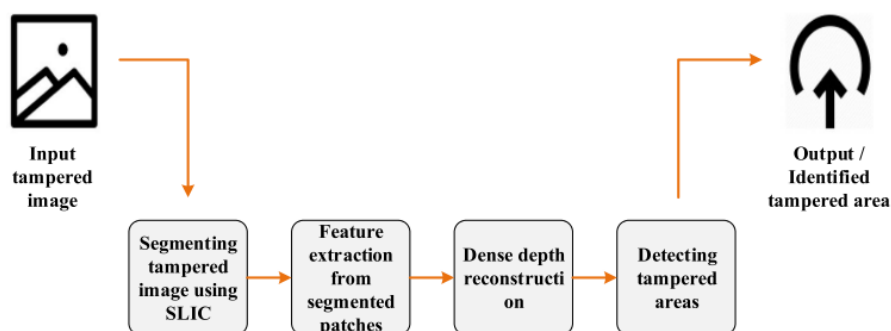 Input
tampered
image
Segmenting
tampered
image using
SLIC
Feature
extraction
from
segmented
patches
Dense depth
reconstructi
on
Detecting
tampered
areas
Output /
Identified
tampered area